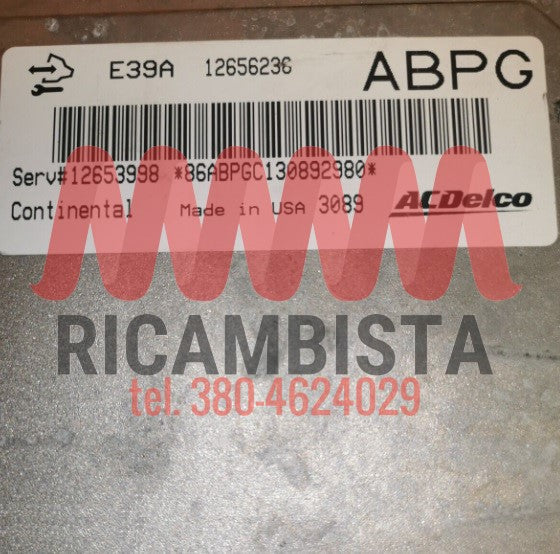 E39A 12656236 ABPG
Serv#12653998 *86ABPGC130892980*
Continental Made in USA 3089 ACDelco
RICAMBISTA
tel. 380-4624029